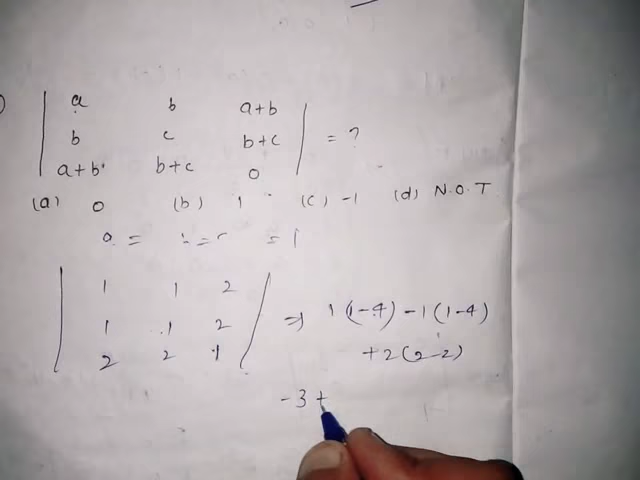 | a b a+b |
| b c b+c | = ?
| a+b b+c 0 |
(a) 0 (b) 1 (c) -1 (d) N.O.T
a = b = c = 1
| 1 1 2 |
| 1 1 2 | => 1(1-4) -1(1-4)
| 2 2 1 | +2(2-2)
-3 +